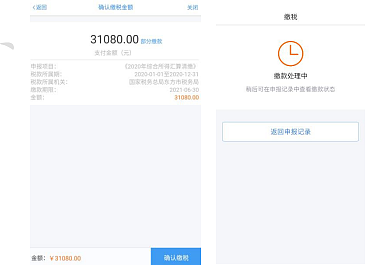 <返回 确认缴税金额 关闭
31080.00 部分缴款
支付金额（元）
申报项目： 《2020年综合所得汇算清缴》
税款所属期： 2020-01-01至2020-12-31
税款所属机关： 国家税务总局东方市税务局
缴款期限： 2021-06-30
金额： 31080.00
金额：￥31080.00 确认缴税
缴税
缴款处理中
稍后可在申报记录中查看缴款状态
返回申报记录